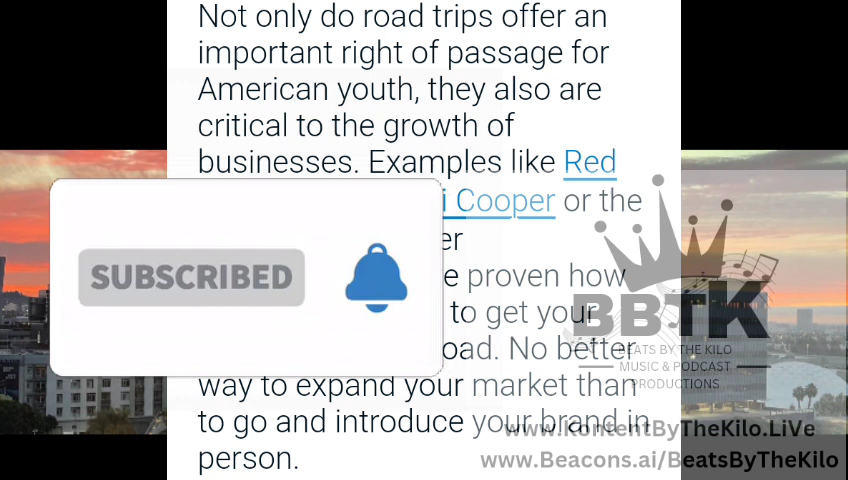 Not only do road trips offer an
important right of passage for
American youth, they also are
critical to the growth of
businesses. Examples like Red
Cooper or the
proven how
to get your
No better
way to expand your market than
to go and introduce your brand in
person.
SUBSCRIBED
BBTK
BEATS BY THE KILO
MUSIC & PODCAST
PRODUCTIONS
www.KontentByTheKilo.LiVe
www.Beacons.ai/BeatsByTheKilo